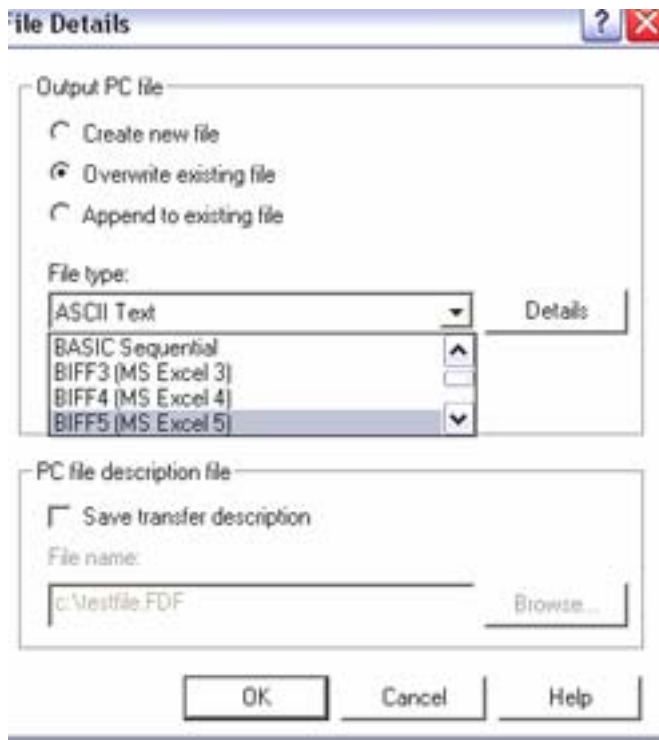 File Details
Output PC file
Create new file
Overwrite existing file
Append to existing file
File type:
ASCII Text
Details
BASIC Sequential
BIFF3 (MS Excel 3)
BIFF4 (MS Excel 4)
BIFF5 (MS Excel 5)
PC file description file
Save transfer description
File name:
c:\testfile.FDF
Browse...
OK
Cancel
Help